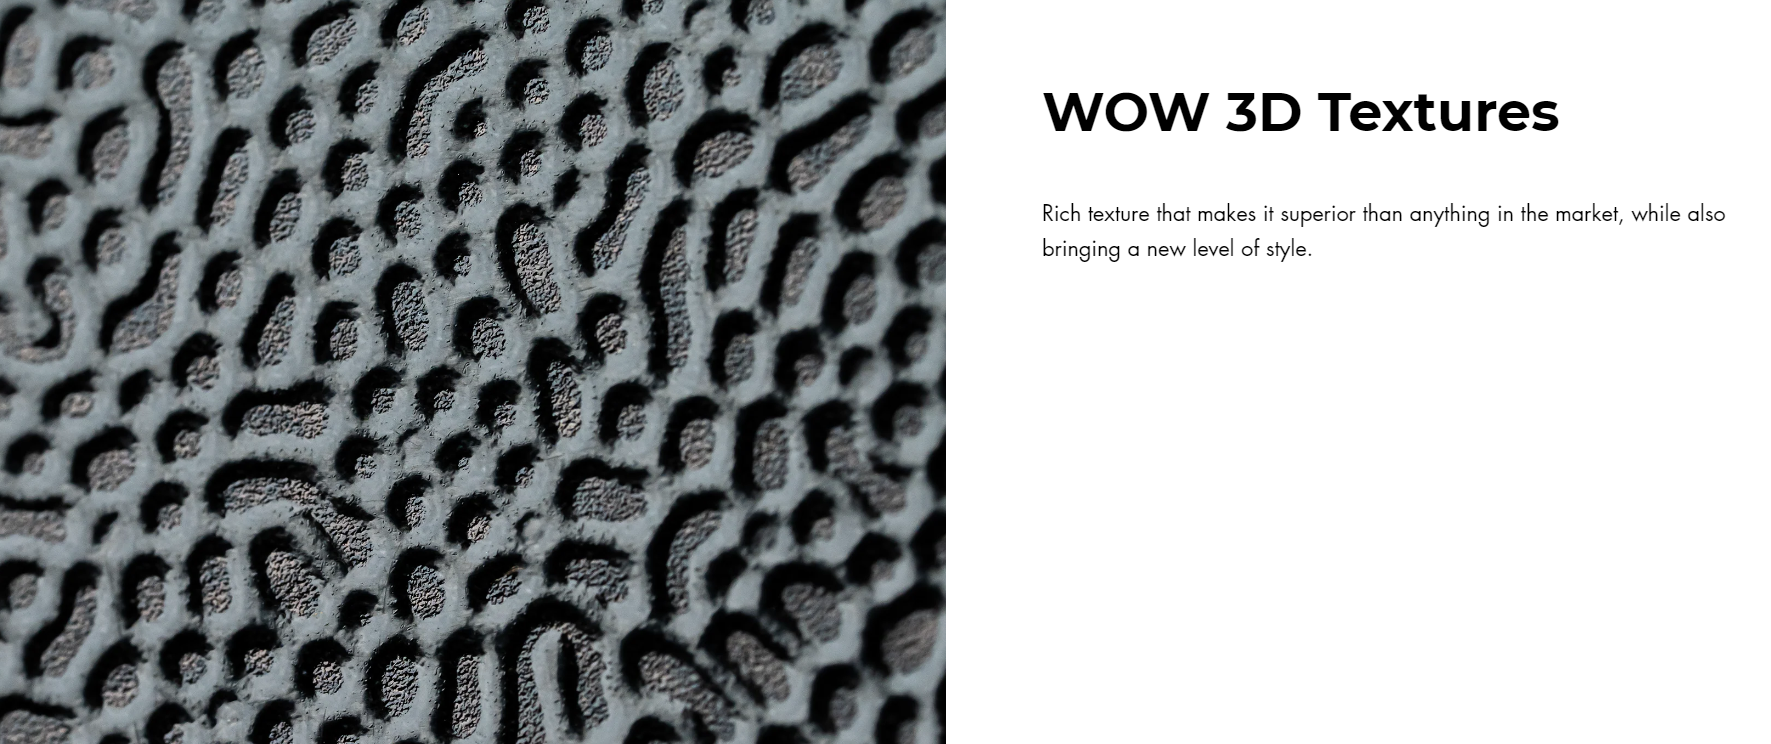 WOW 3D Textures
Rich texture that makes it superior than anything in the market, while also
bringing a new level of style.